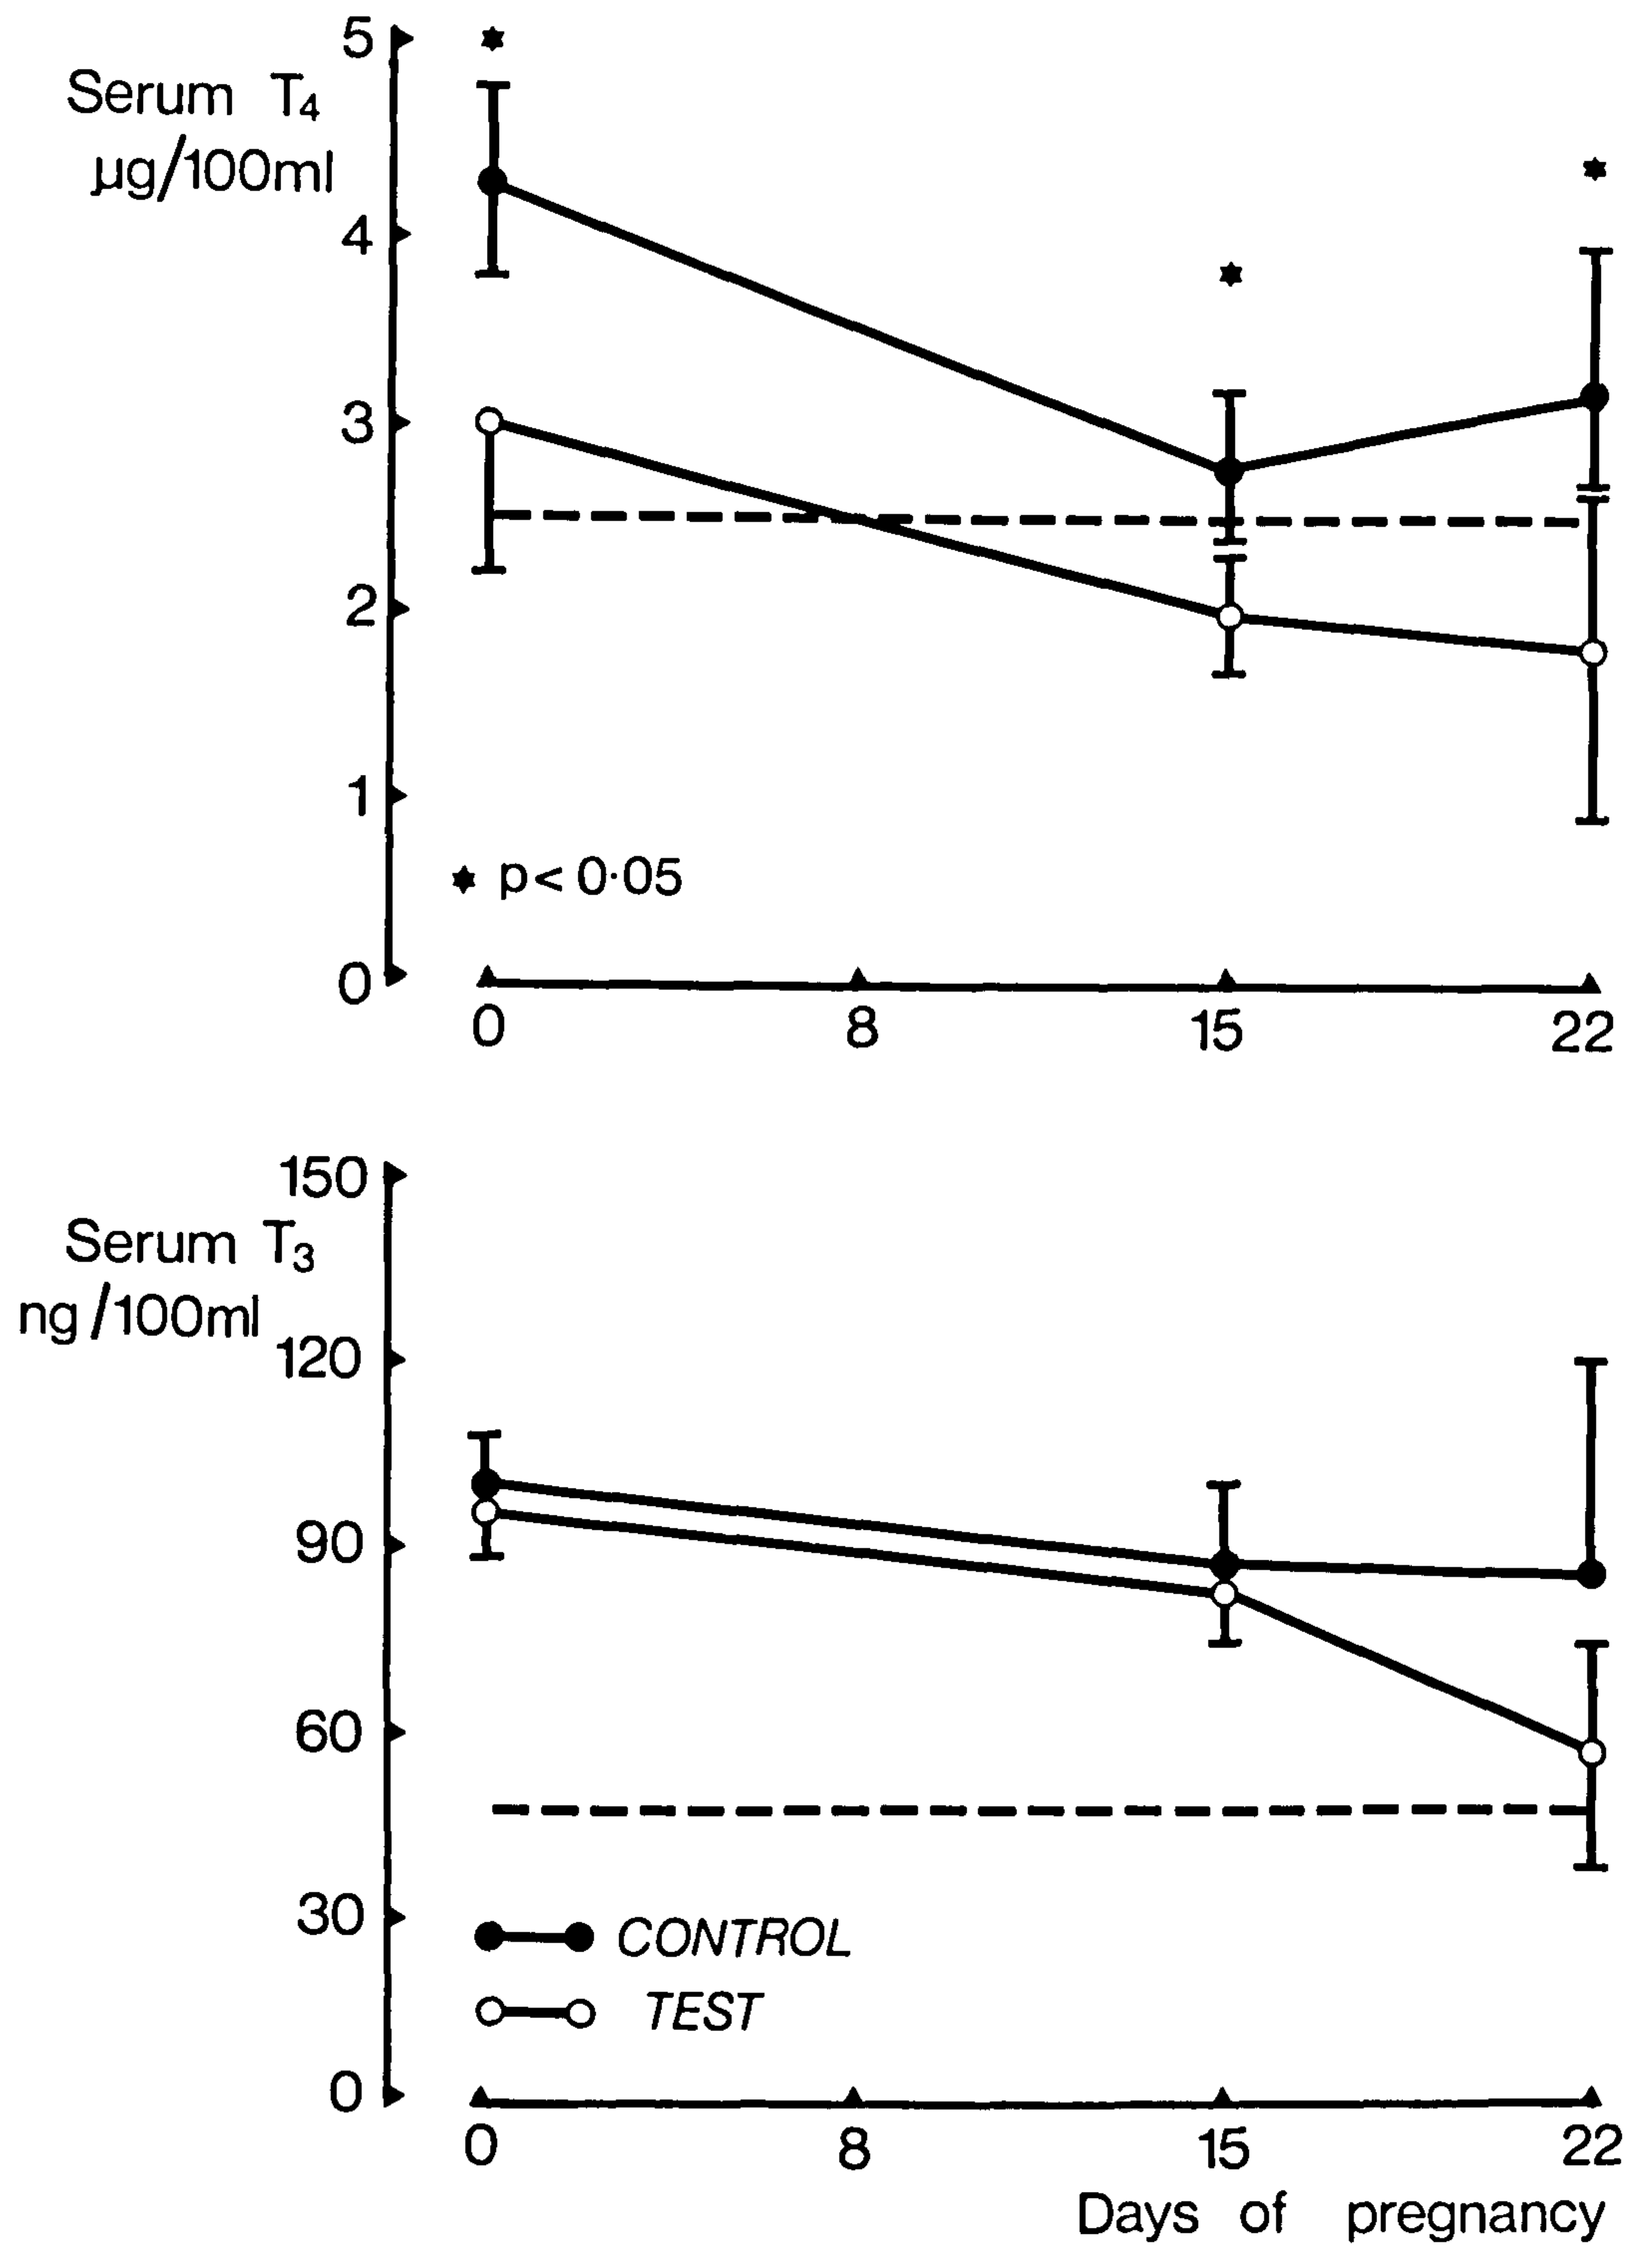 5
Serum T4
µg/100ml
4
3
2
1
★ p< 0·05
0
0 8 15 22
150
Serum T3
ng/100ml
120
90
60
30
CONTROL
TEST
0
0 8 15 22
Days of pregnancy